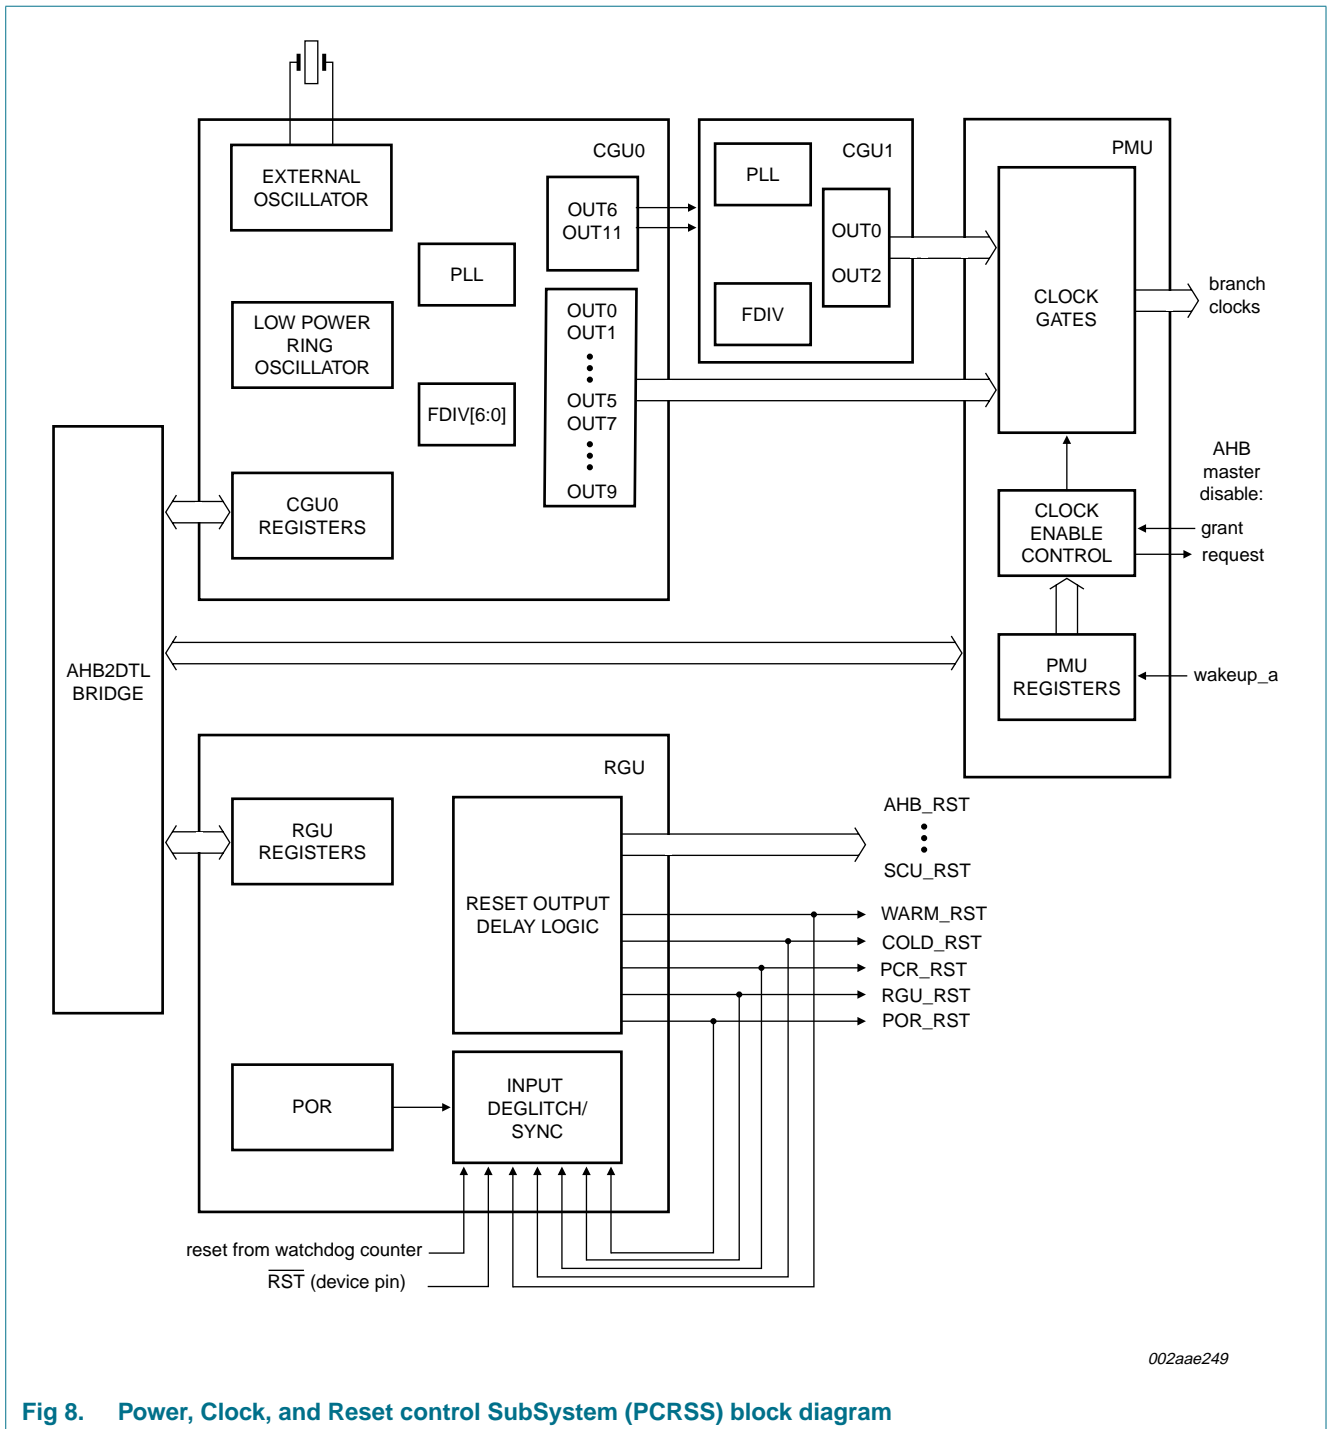 CGU0
EXTERNAL
OSCILLATOR
OUT6
OUT11
PLL
LOW POWER
RING
OSCILLATOR
OUT0
OUT1
OUT5
OUT7
OUT9
FDIV[6:0]
CGU0
REGISTERS
CGU1
PLL
OUT0
OUT2
FDIV
PMU
CLOCK
GATES
branch
clocks
AHB
master
disable:
CLOCK
ENABLE
CONTROL
grant
request
PMU
REGISTERS
wakeup_a
AHB2DTL
BRIDGE
RGU
RGU
REGISTERS
RESET OUTPUT
DELAY LOGIC
AHB_RST
SCU_RST
WARM_RST
COLD_RST
PCR_RST
RGU_RST
POR_RST
POR
INPUT
DEGLITCH/
SYNC
reset from watchdog counter
RST (device pin)
002aae249
Fig 8. Power, Clock, and Reset control SubSystem (PCRSS) block diagram